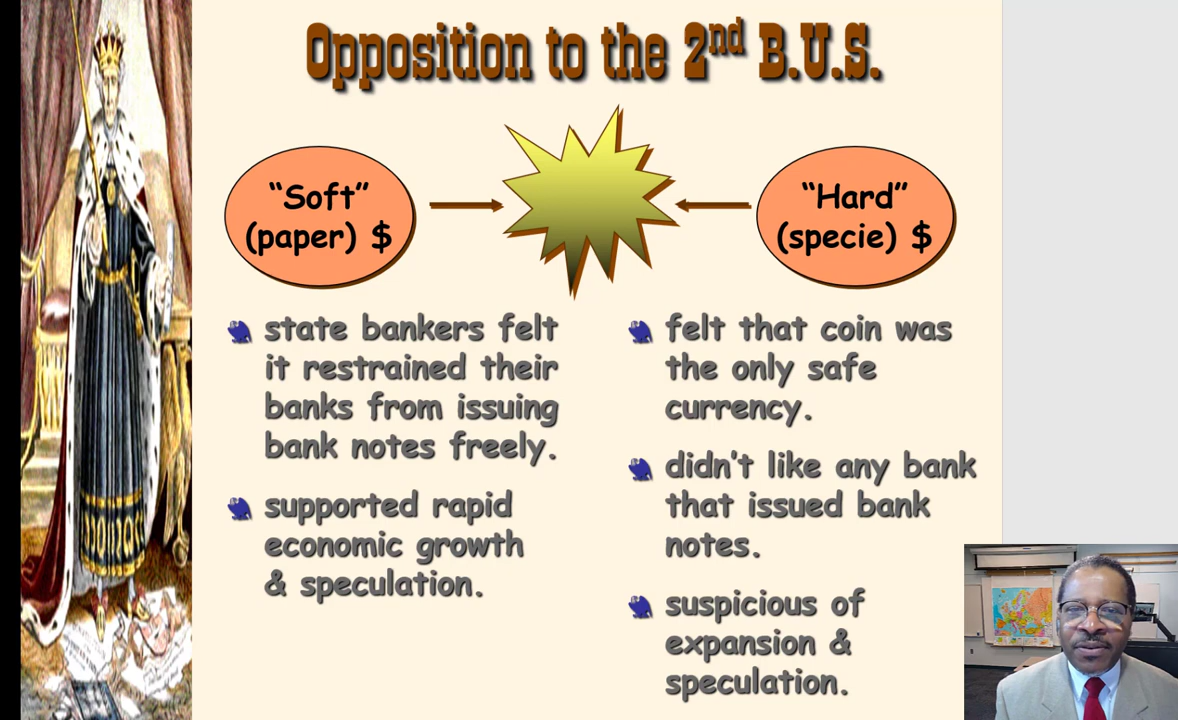 Opposition to the 2nd B.U.S.
“Soft”
(paper) $
“Hard”
(specie) $
state bankers felt
it restrained their
banks from issuing
bank notes freely.
supported rapid
economic growth
& speculation.
felt that coin was
the only safe
currency.
didn’t like any bank
that issued bank
notes.
suspicious of
expansion &
speculation.